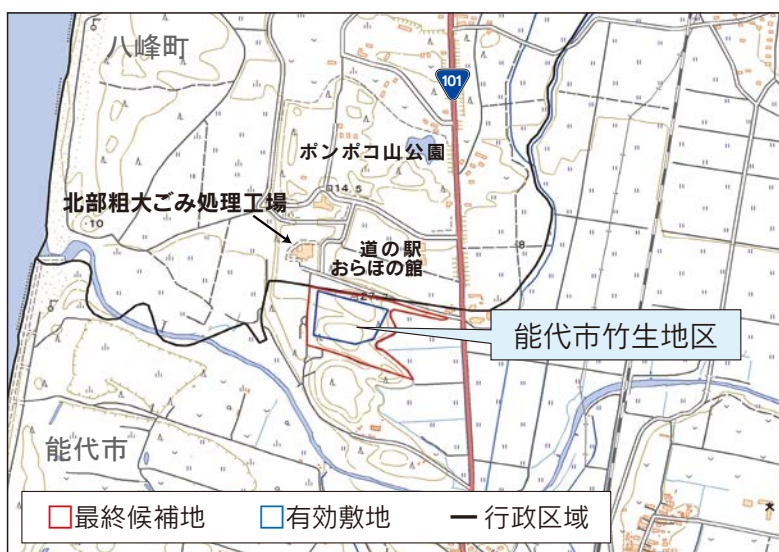 八峰町
101
ポンポコ山公園
14.5
北部粗大ごみ処理工場
10
道の駅
おらほの館
8
能代市竹生地区
能代市
最終候補地
有効敷地
行政区域